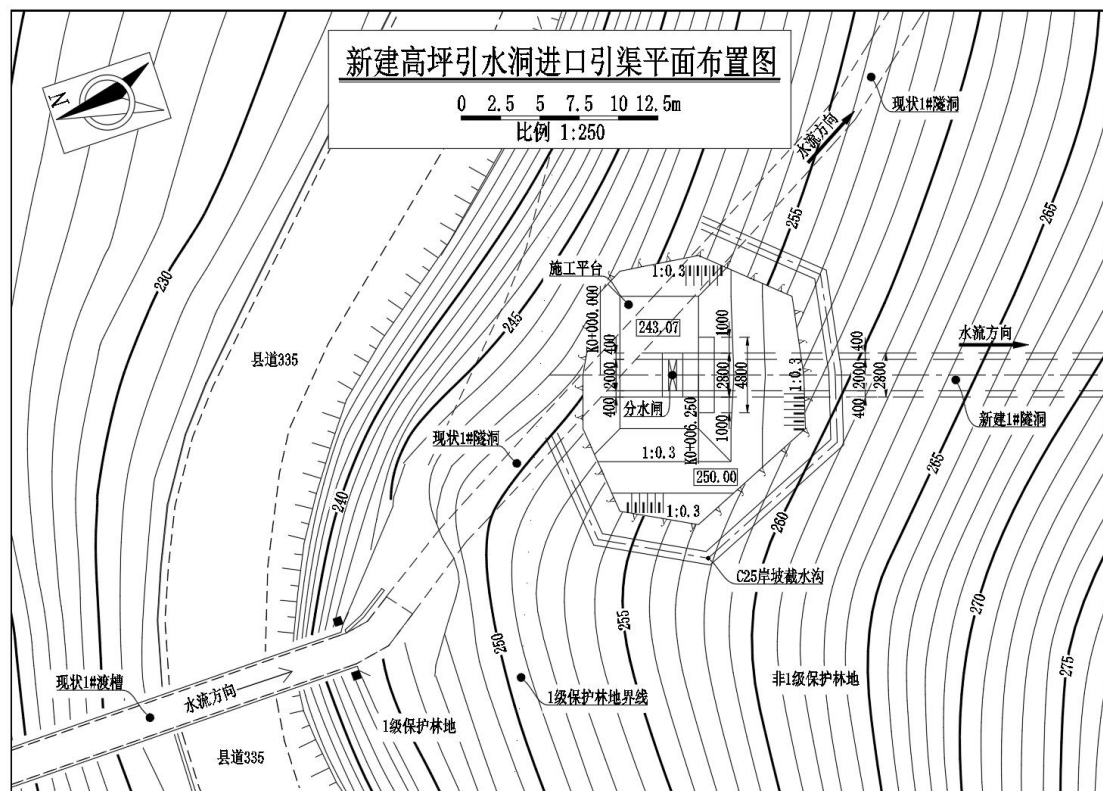 新建高坪引水洞进口引渠平面布置图
0 2.5 5 7.5 10 12.5m
比例 1:250
N
现状1#隧洞
水流方向
255
265
230
施工平台
1:0.3
K0+000.000
243.07
1000
245
400
2000
400
2800
4800
1:0.3
水流方向
400
2000
2800
400
县道335
分水闸
K0+006.250
1000
新建1#隧洞
现状1#隧洞
1:0.3
250.00
265
240
1:0.3
260
C25岸坡截水沟
250
255
270
275
现状1#渡槽
水流方向
1级保护林地界线
非1级保护林地
1级保护林地
县道335